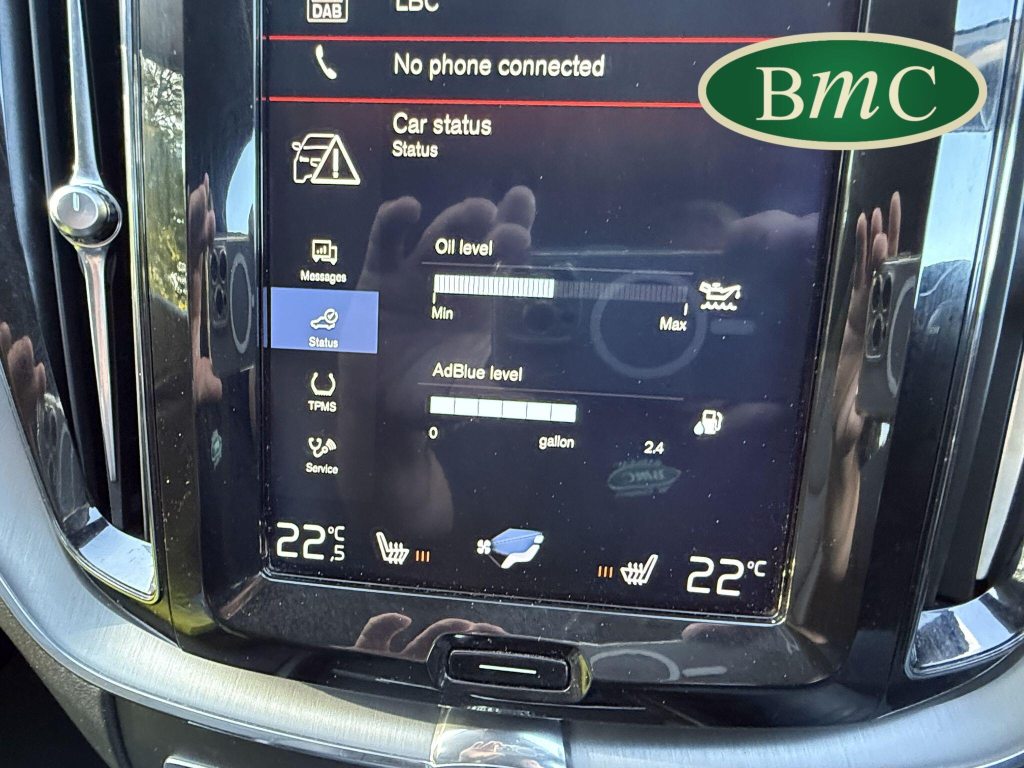 DAB
LBC
No phone connected
BmC
Car status
Status
Messages
Status
TPMS
Service
Oil level
Min
Max
AdBlue level
0
gallon
2.4
22.5 °C
22 °C